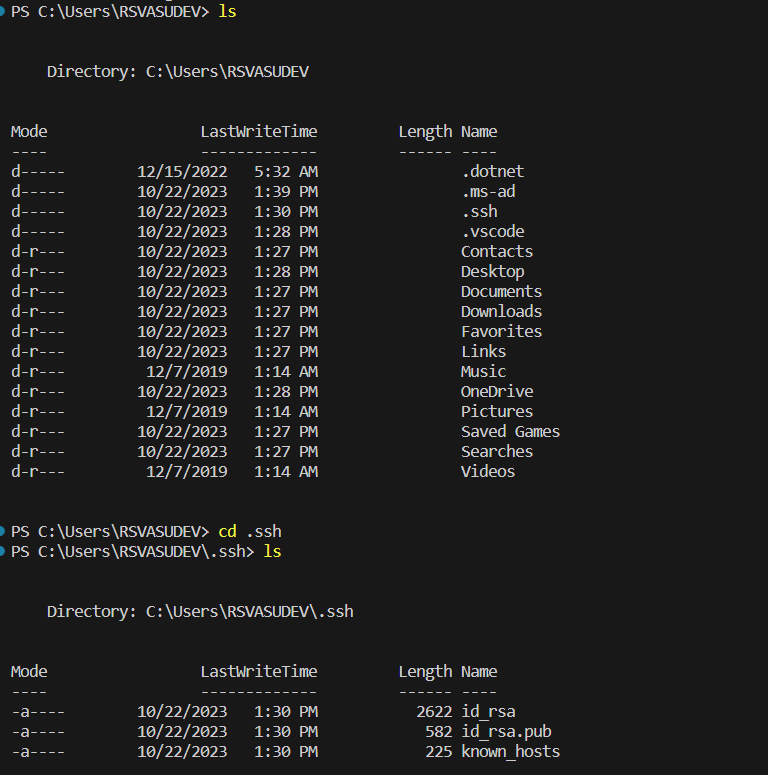 PS C:\Users\RSVASUDEV> ls
Directory: C:\Users\RSVASUDEV
Mode LastWriteTime Length Name
---- ------------- ------ ----
d----- 12/15/2022 5:32 AM .dotnet
d----- 10/22/2023 1:39 PM .ms-ad
d----- 10/22/2023 1:30 PM .ssh
d----- 10/22/2023 1:28 PM .vscode
d-r--- 10/22/2023 1:27 PM Contacts
d-r--- 10/22/2023 1:28 PM Desktop
d-r--- 10/22/2023 1:27 PM Documents
d-r--- 10/22/2023 1:27 PM Downloads
d-r--- 10/22/2023 1:27 PM Favorites
d-r--- 10/22/2023 1:27 PM Links
d-r--- 12/7/2019 1:14 AM Music
d-r--- 10/22/2023 1:28 PM OneDrive
d-r--- 12/7/2019 1:14 AM Pictures
d-r--- 10/22/2023 1:27 PM Saved Games
d-r--- 10/22/2023 1:27 PM Searches
d-r--- 12/7/2019 1:14 AM Videos
PS C:\Users\RSVASUDEV> cd .ssh
PS C:\Users\RSVASUDEV\.ssh> ls
Directory: C:\Users\RSVASUDEV\.ssh
Mode LastWriteTime Length Name
---- ------------- ------ ----
-a---- 10/22/2023 1:30 PM 2622 id_rsa
-a---- 10/22/2023 1:30 PM 582 id_rsa.pub
-a---- 10/22/2023 1:30 PM 225 known_hosts